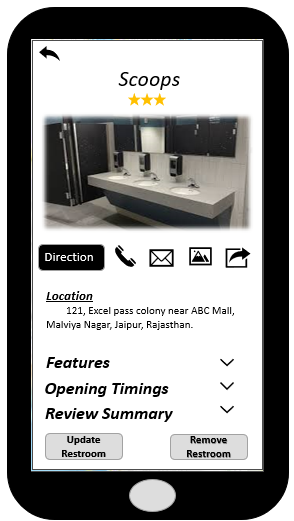 Scoops
Direction
Location
121, Excel pass colony near ABC Mall,
Malviya Nagar, Jaipur, Rajasthan.
Features
Opening Timings
Review Summary
Update
Restroom
Remove
Restroom